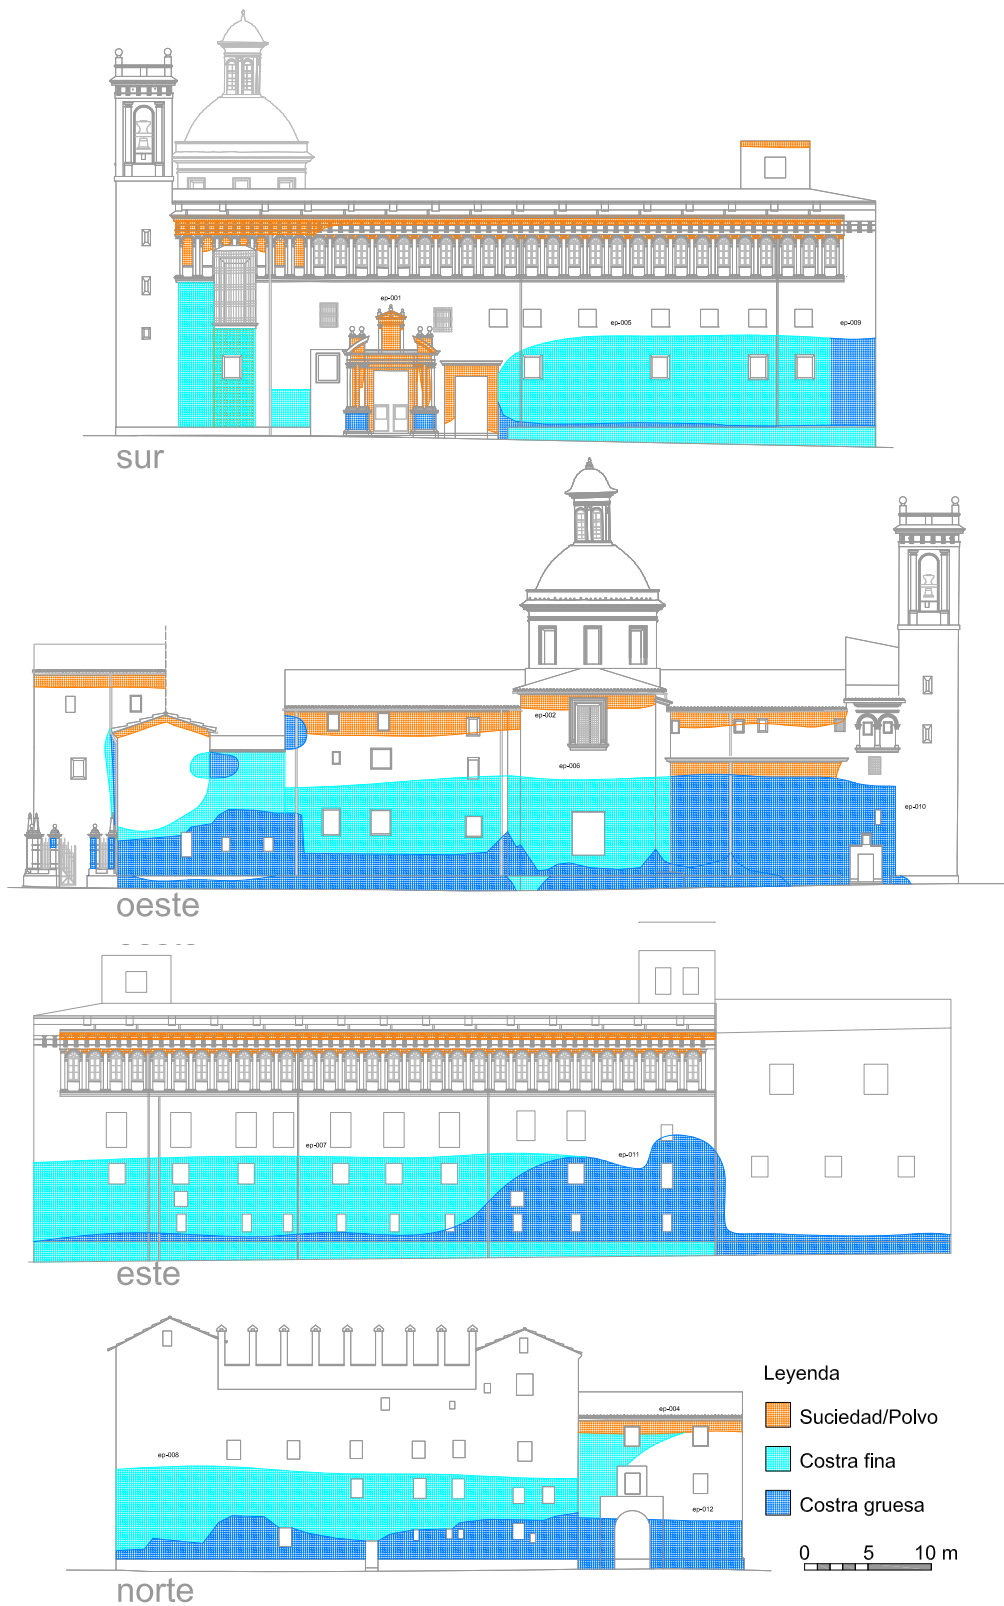 ep-001
ep-005
ep-009
sur
ep-002
ep-006
ep-010
oeste
ep-007
ep-011
este
ep-004
ep-008
ep-012
norte
Leyenda
Suciedad/Polvo
Costra fina
Costra gruesa
0 5 10 m